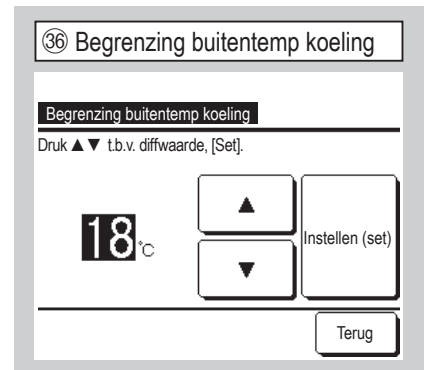 ㊱ Begrenzing buitentemp koeling
Begrenzing buitentemp koeling
Druk ▲▼ t.b.v. diffwaarde, [Set].
▲
18°C
Instellen (set)
▼
Terug